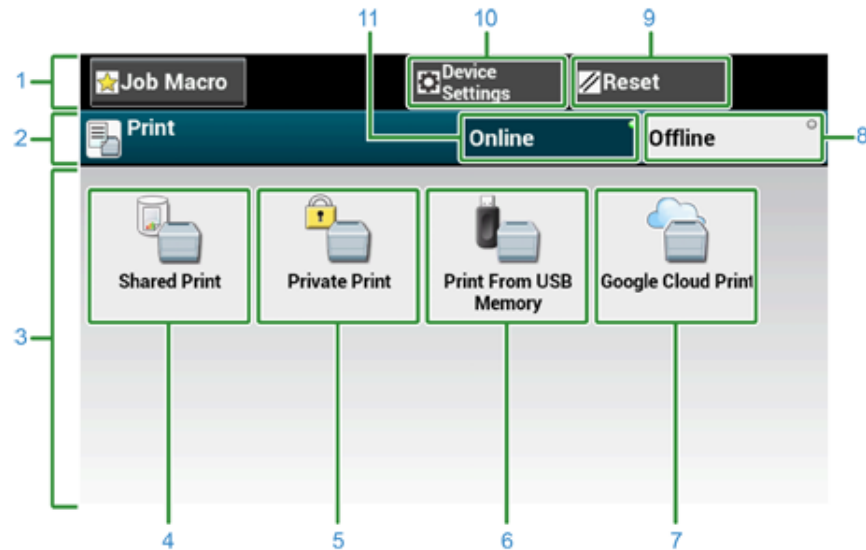 11 10 9
1 Job Macro Device Settings Reset
2 Print Online Offline 8
3
Shared Print Private Print Print From USB Memory Google Cloud Print
4 5 6 7